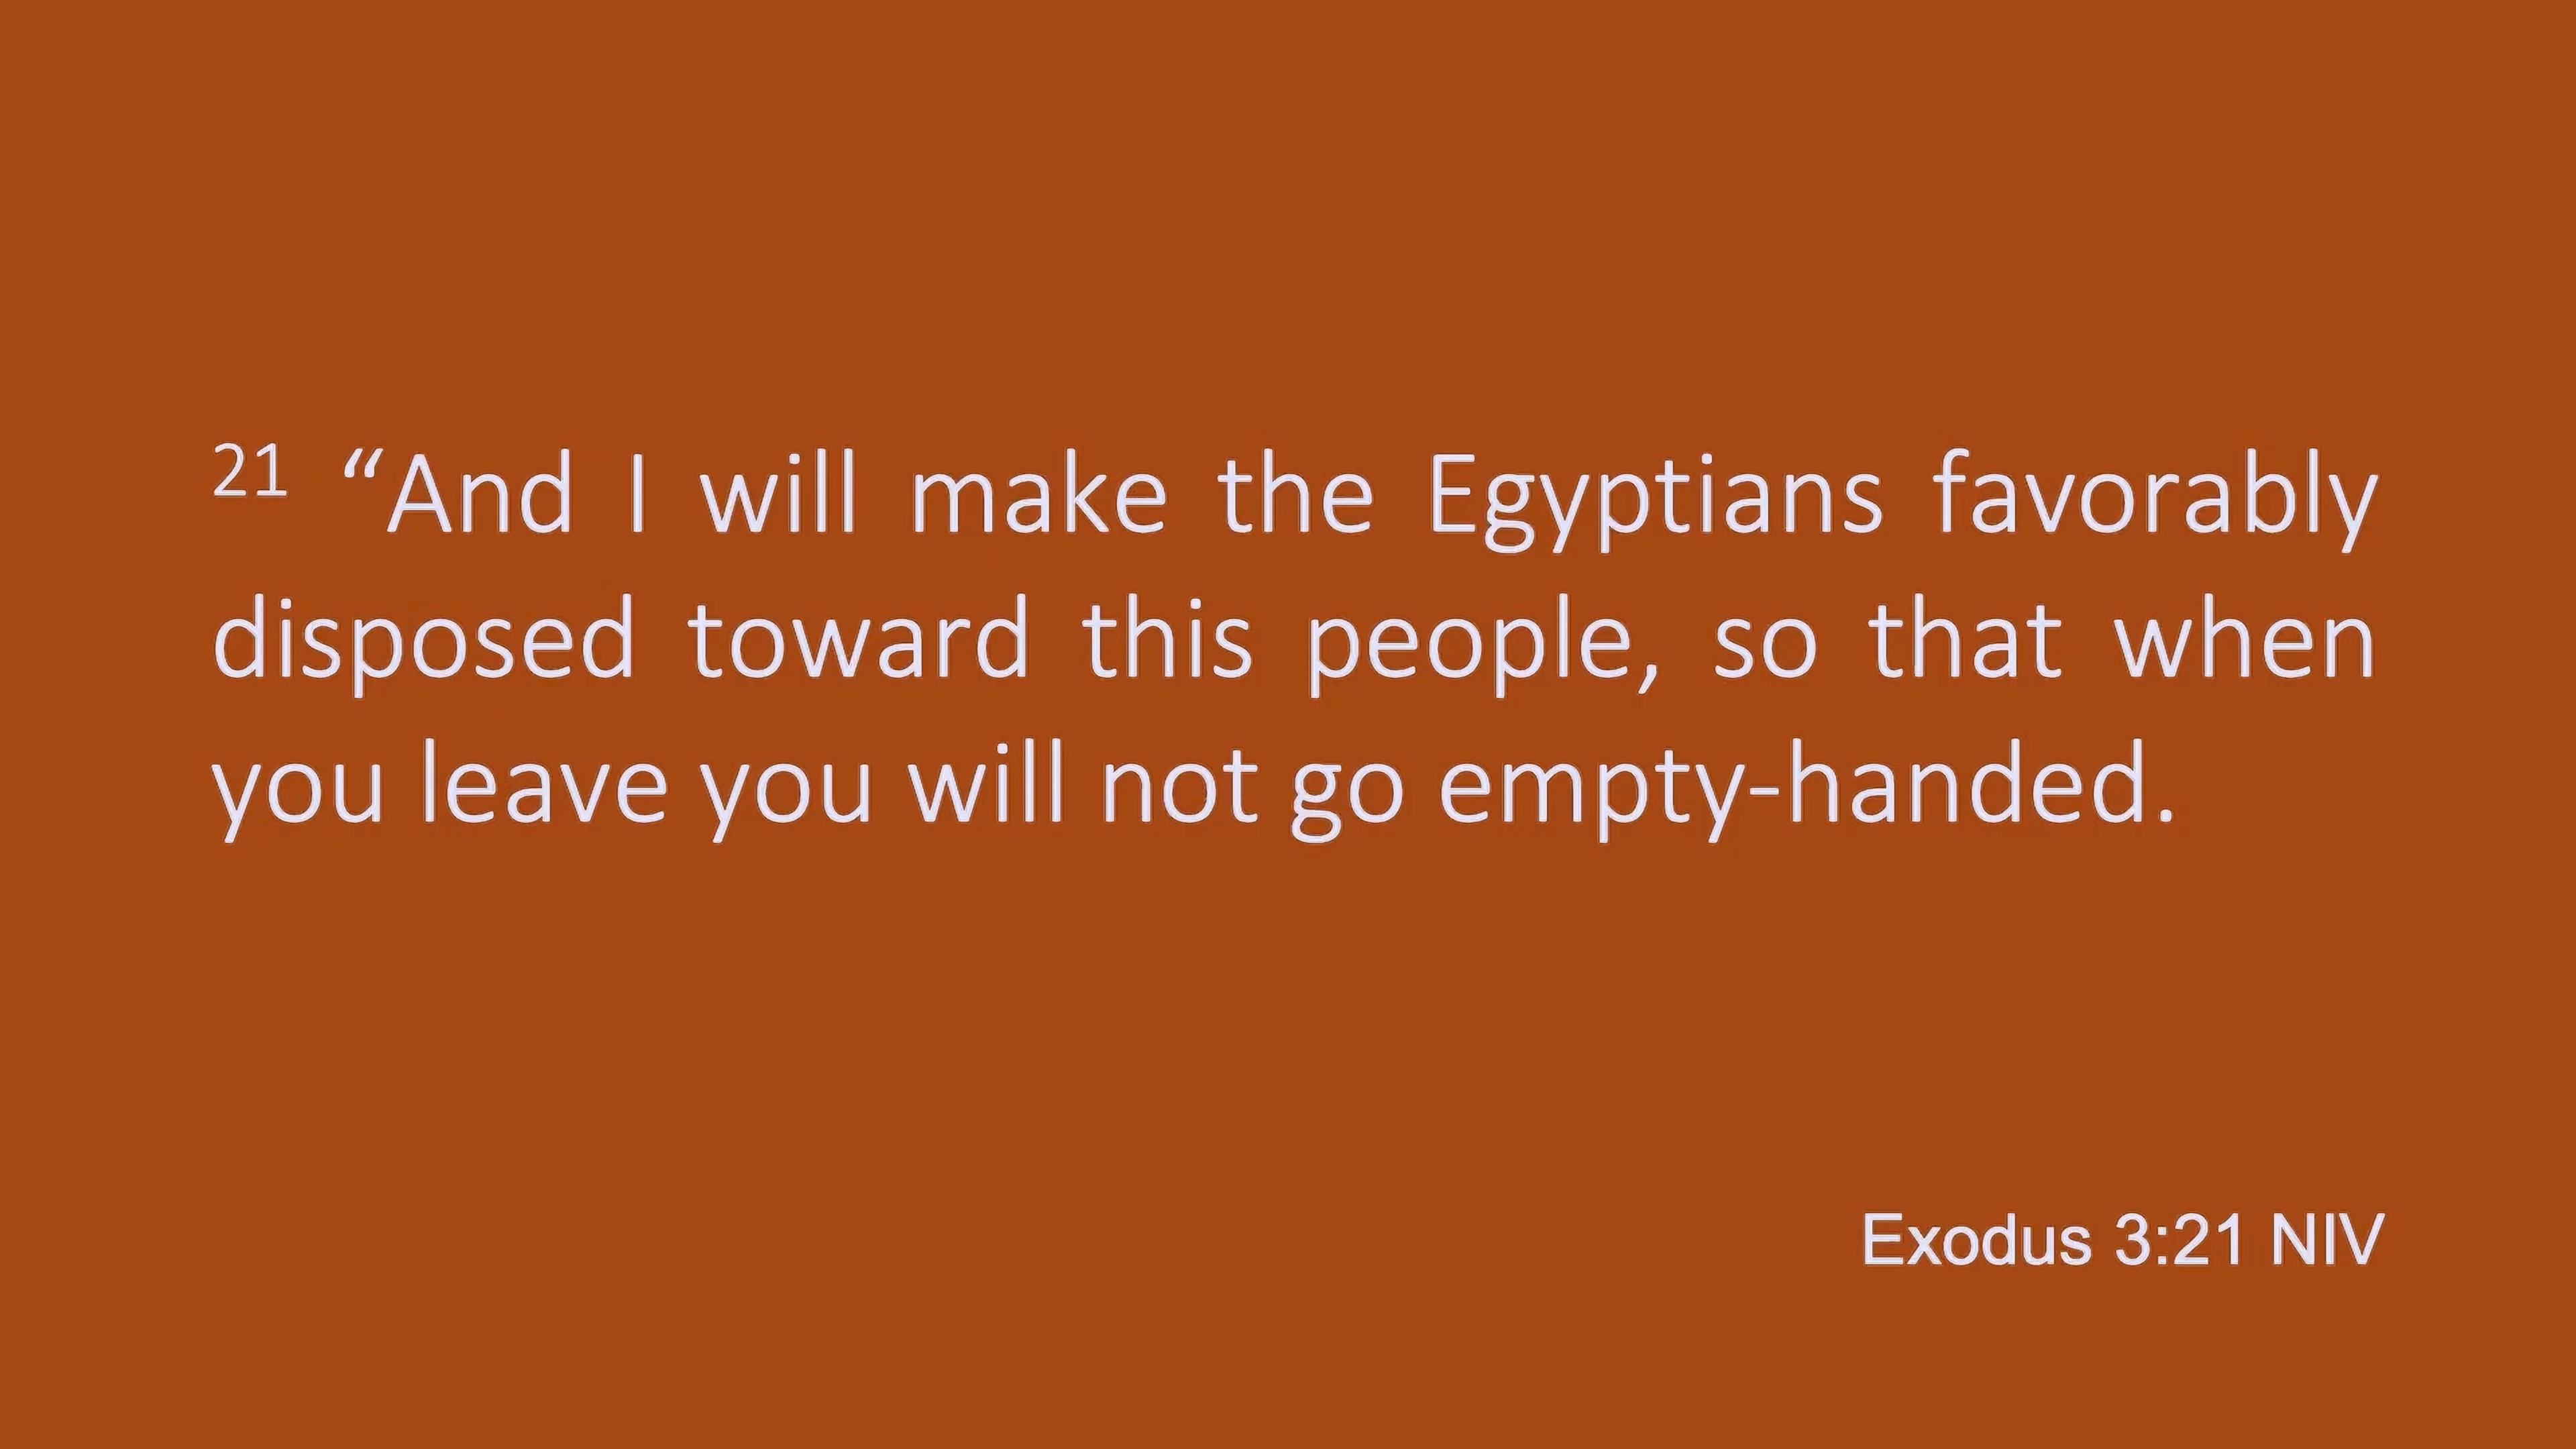 21 “And I will make the Egyptians favorably
disposed toward this people, so that when
you leave you will not go empty-handed.
Exodus 3:21 NIV